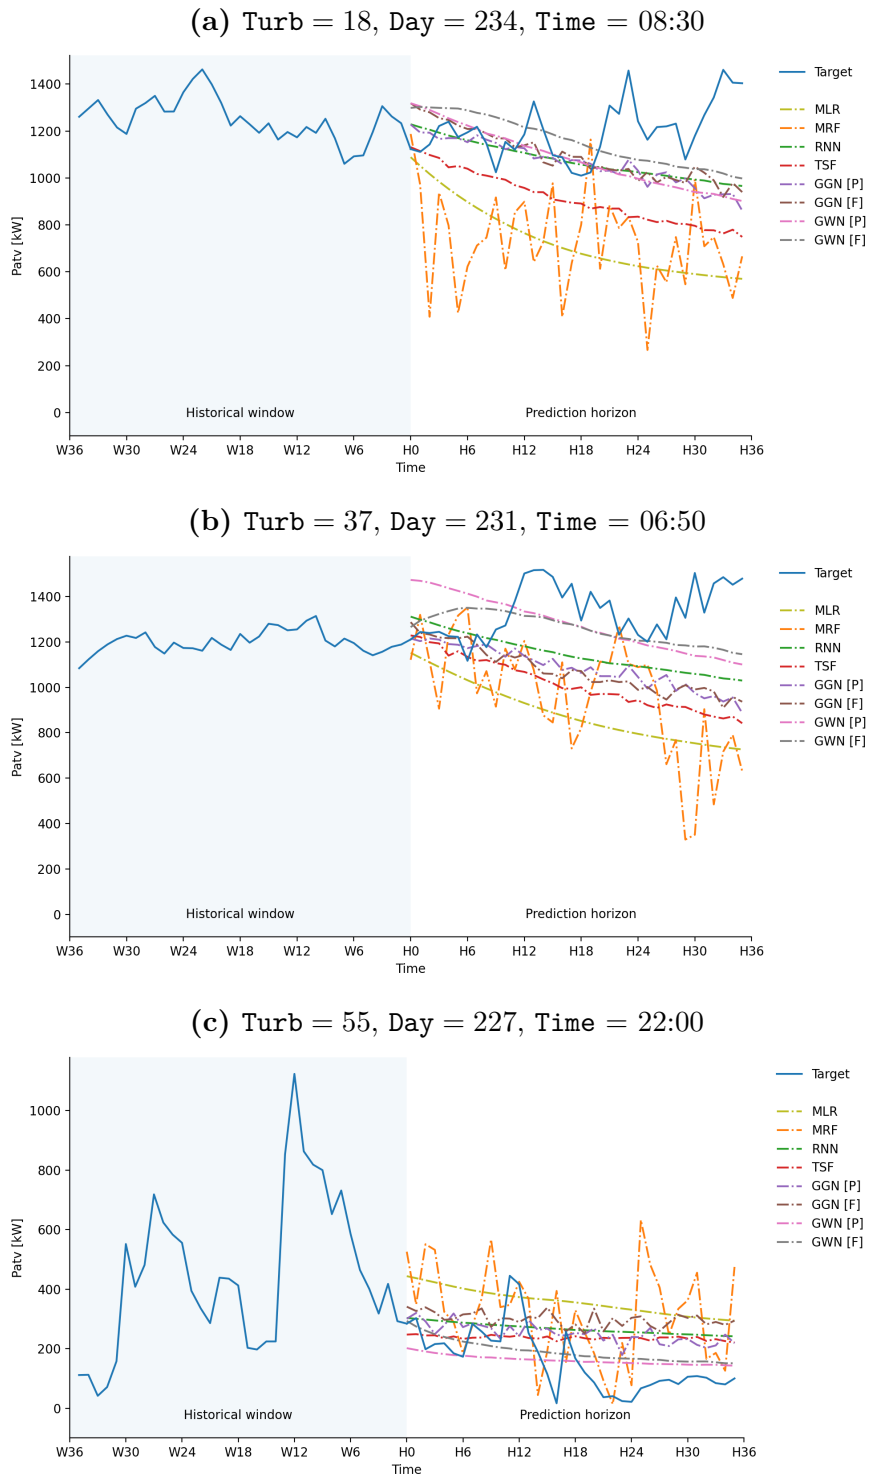 (a) Turb = 18, Day = 234, Time = 08:30
1400
1200
1000
800
600
400
200
0
Patv [kW]
Historical window
Prediction horizon
W36 W30 W24 W18 W12 W6 H0 H6 H12 H18 H24 H30 H36
Time
Target
MLR
MRF
RNN
TSF
GGN [P]
GGN [F]
GWN [P]
GWN [F]
(b) Turb = 37, Day = 231, Time = 06:50
1400
1200
1000
800
600
400
200
0
Patv [kW]
Historical window
Prediction horizon
W36 W30 W24 W18 W12 W6 H0 H6 H12 H18 H24 H30 H36
Time
Target
MLR
MRF
RNN
TSF
GGN [P]
GGN [F]
GWN [P]
GWN [F]
(c) Turb = 55, Day = 227, Time = 22:00
1000
800
600
400
200
0
Patv [kW]
Historical window
Prediction horizon
W36 W30 W24 W18 W12 W6 H0 H6 H12 H18 H24 H30 H36
Time
Target
MLR
MRF
RNN
TSF
GGN [P]
GGN [F]
GWN [P]
GWN [F]